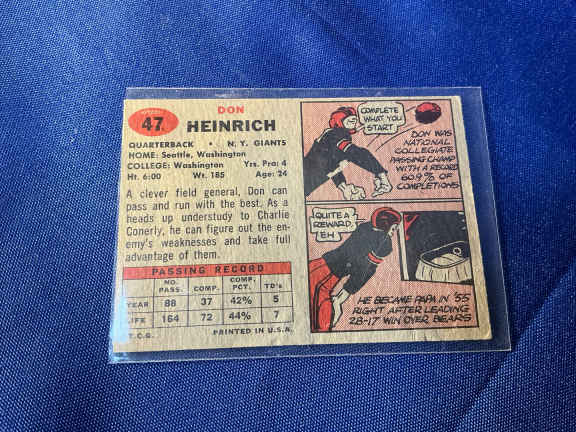 47
DON
HEINRICH
QUARTERBACK • N. Y. GIANTS
HOME: Seattle, Washington
COLLEGE: Washington Yrs. Pro: 4
Ht. 6:00 Wt. 185 Age: 24
A clever field general, Don can
pass and run with the best. As a
heads up understudy to Charlie
Conerly, he can figure out the en-
emy's weaknesses and take full
advantage of them.
PASSING RECORD
NO. PASS. COMP. COMP. PCT. TD's
YEAR 88 37 42% 5
LIFE 164 72 44% 7
T.C.G. PRINTED IN U.S.A.
COMPLETE
WHAT YOU
START
DON WAS
NATIONAL
COLLEGIATE
PASSING CHAMP
WITH A RECORD
60.9% OF
COMPLETIONS
QUITE A
REWARD,
EH
HE BECAME PAPA IN '55
RIGHT AFTER LEADING
28-17 WIN OVER BEARS